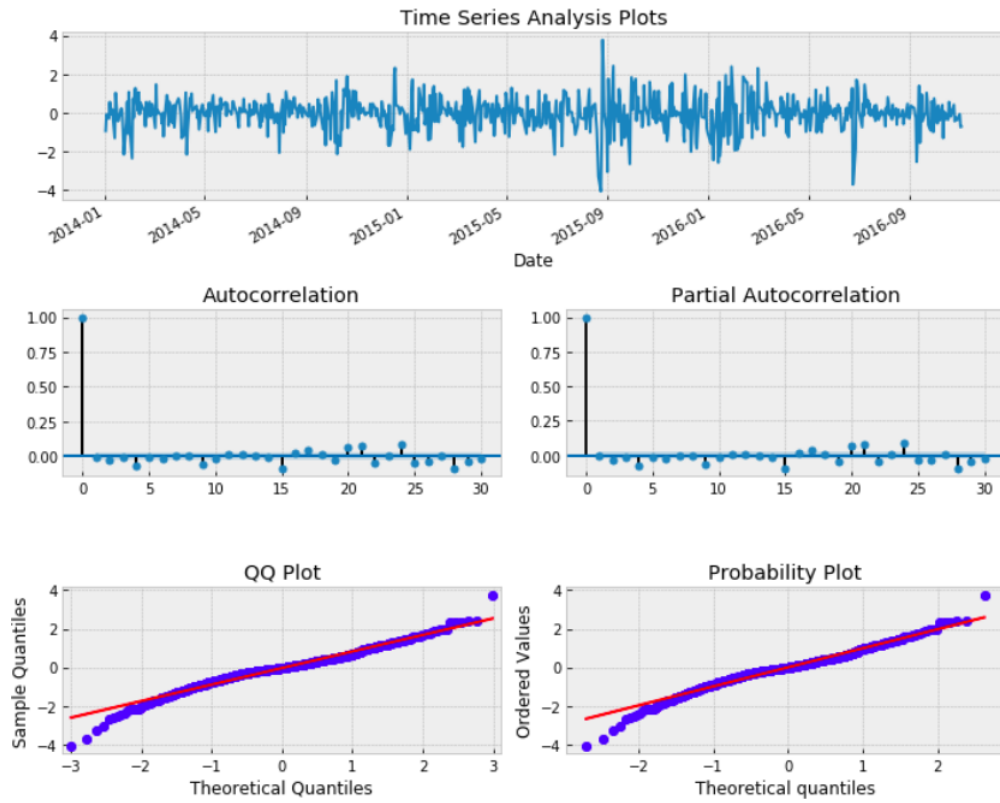 Time Series Analysis Plots
4
2
0
−2
−4
2014-01
2014-05
2014-09
2015-01
2015-05
2015-09
2016-01
2016-05
2016-09
Date
Autocorrelation
1.00
0.75
0.50
0.25
0.00
0 5 10 15 20 25 30
Partial Autocorrelation
1.00
0.75
0.50
0.25
0.00
0 5 10 15 20 25 30
QQ Plot
Sample Quantiles
4
2
0
−2
−4
−3 −2 −1 0 1 2 3
Theoretical Quantiles
Probability Plot
Ordered Values
4
2
0
−2
−4
−2 −1 0 1 2
Theoretical quantiles